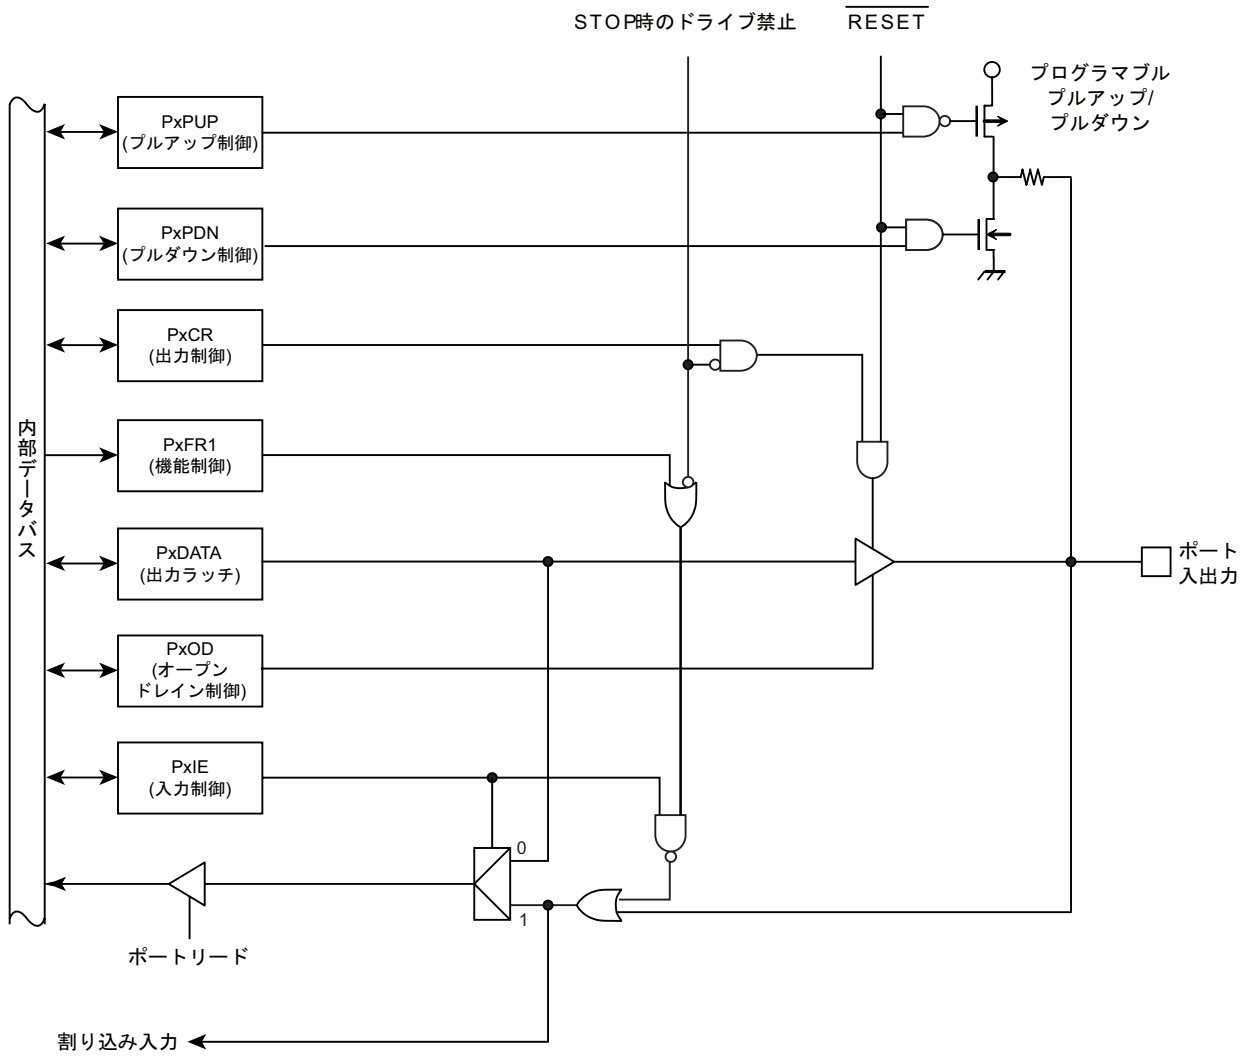 STOP時のドライブ禁止
RESET
プログラマブル
プルアップ/
プルダウン
PxPUP
(プルアップ制御)
PxPDN
(プルダウン制御)
PxCR
(出力制御)
内部データバス
PxFR1
(機能制御)
PxDATA
(出力ラッチ)
ポート
入出力
PxOD
(オープン
ドレイン制御)
PxIE
(入力制御)
0
1
ポートリード
割り込み入力